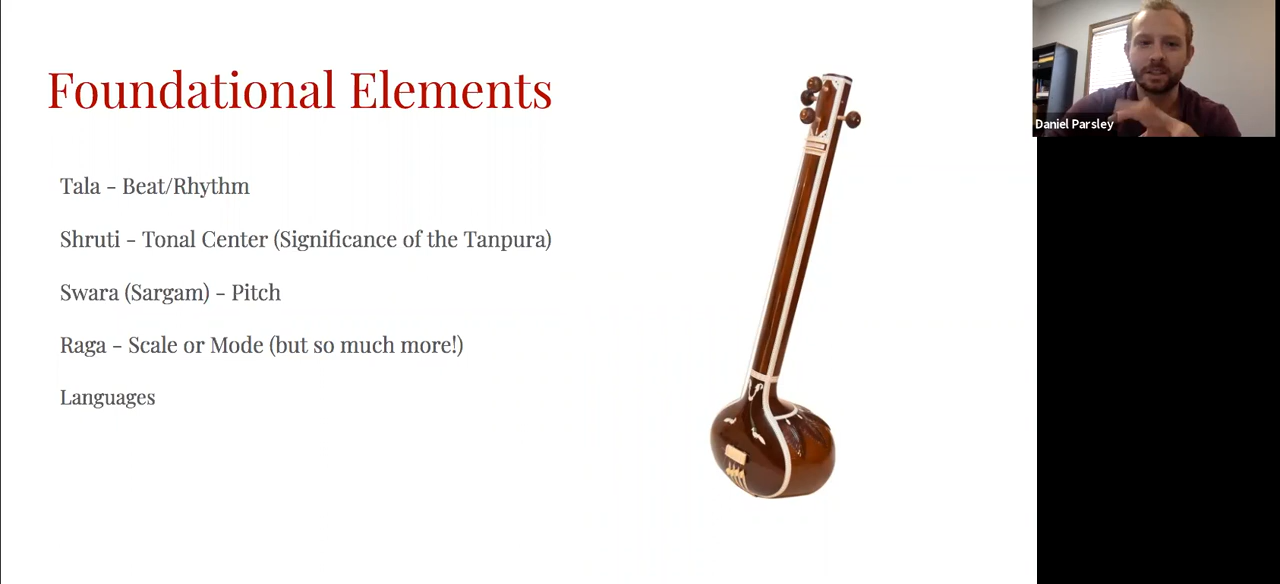 Foundational Elements
Tala - Beat/Rhythm
Shruti - Tonal Center (Significance of the Tanpura)
Swara (Sargam) - Pitch
Raga - Scale or Mode (but so much more!)
Languages
Daniel Parsley